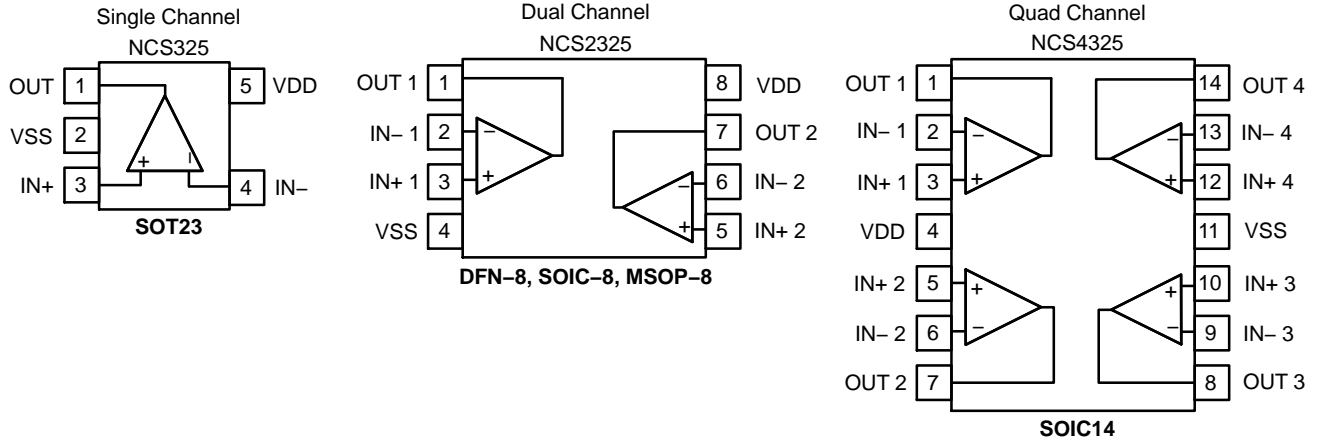 Single Channel
NCS325
OUT 1
5 VDD
VSS 2
IN+ 3
4 IN–
+
–
SOT23
Dual Channel
NCS2325
OUT 1 1
8 VDD
IN– 1 2
–
7 OUT 2
IN+ 1 3
+
–
6 IN– 2
VSS 4
+
5 IN+ 2
DFN–8, SOIC–8, MSOP–8
Quad Channel
NCS4325
OUT 1 1
14 OUT 4
IN– 1 2
–
–
13 IN– 4
IN+ 1 3
+
+
12 IN+ 4
VDD 4
11 VSS
IN+ 2 5
+
+
10 IN+ 3
IN– 2 6
–
–
9 IN– 3
OUT 2 7
8 OUT 3
SOIC14